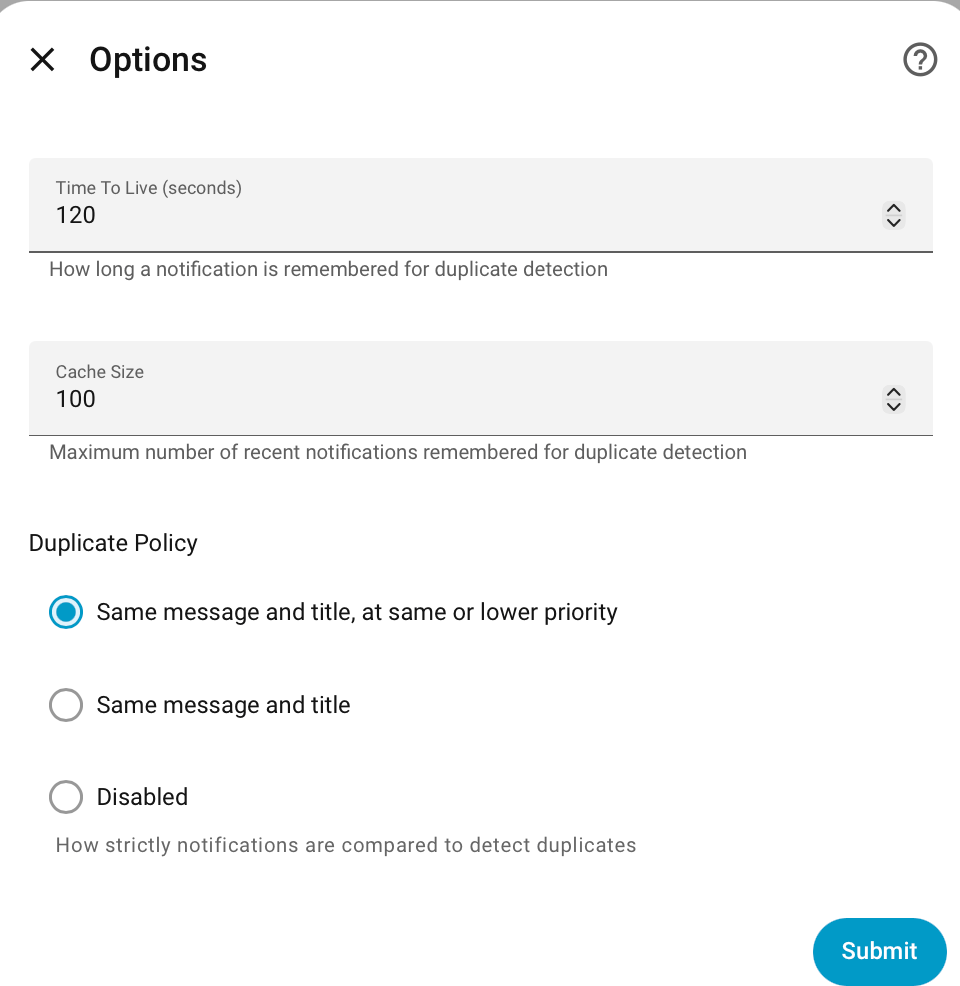 Options
Time To Live (seconds)
120
How long a notification is remembered for duplicate detection
Cache Size
100
Maximum number of recent notifications remembered for duplicate detection
Duplicate Policy
Same message and title, at same or lower priority
Same message and title
Disabled
How strictly notifications are compared to detect duplicates
Submit